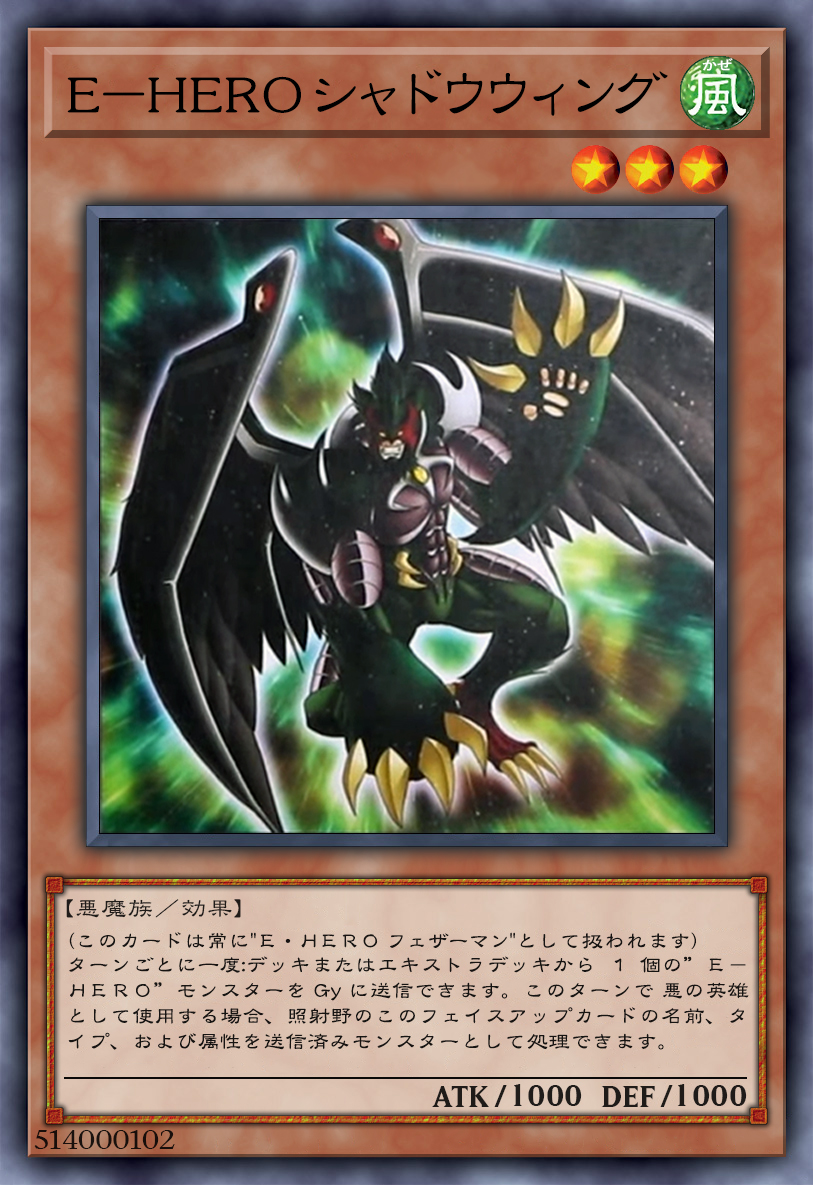 E－HERO シャドウウィング
かぜ
風
【悪魔族／効果】
(このカードは常に"Ｅ・ＨＥＲＯ フェザーマン"として扱われます)
ターンごとに一度:デッキまたはエキストラデッキから １ 個の” Ｅ－
ＨＥＲＯ” モンスターを Gy に送信できます。このターンで 悪の英雄
として使用する場合、照射野のこのフェイスアップカードの名前、タ
イプ、および属性を送信済みモンスターとして処理できます。
ATK/1000 DEF/1000
514000102